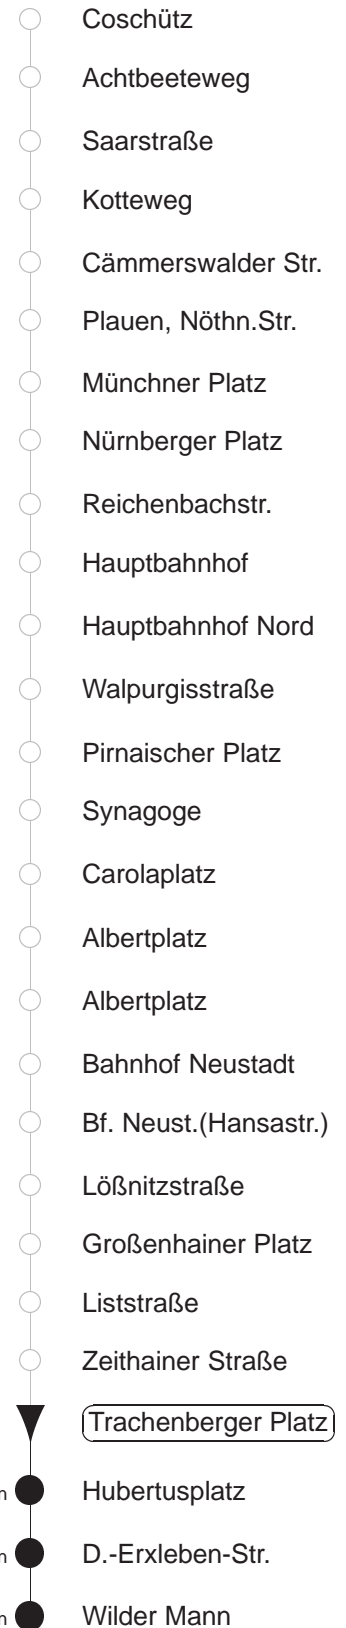 Coschütz
Achtbeeteweg
Saarstraße
Kotteweg
Cämmerswalder Str.
Plauen, Nöthn.Str.
Münchner Platz
Nürnberger Platz
Reichenbachstr.
Hauptbahnhof
Hauptbahnhof Nord
Walpurgisstraße
Pirnaischer Platz
Synagoge
Carolaplatz
Albertplatz
Albertplatz
Bahnhof Neustadt
Bf. Neust.(Hansastr.)
Lößnitzstraße
Großenhainer Platz
Liststraße
Zeithainer Straße
Trachenberger Platz
Hubertusplatz
D.-Erxleben-Str.
Wilder Mann